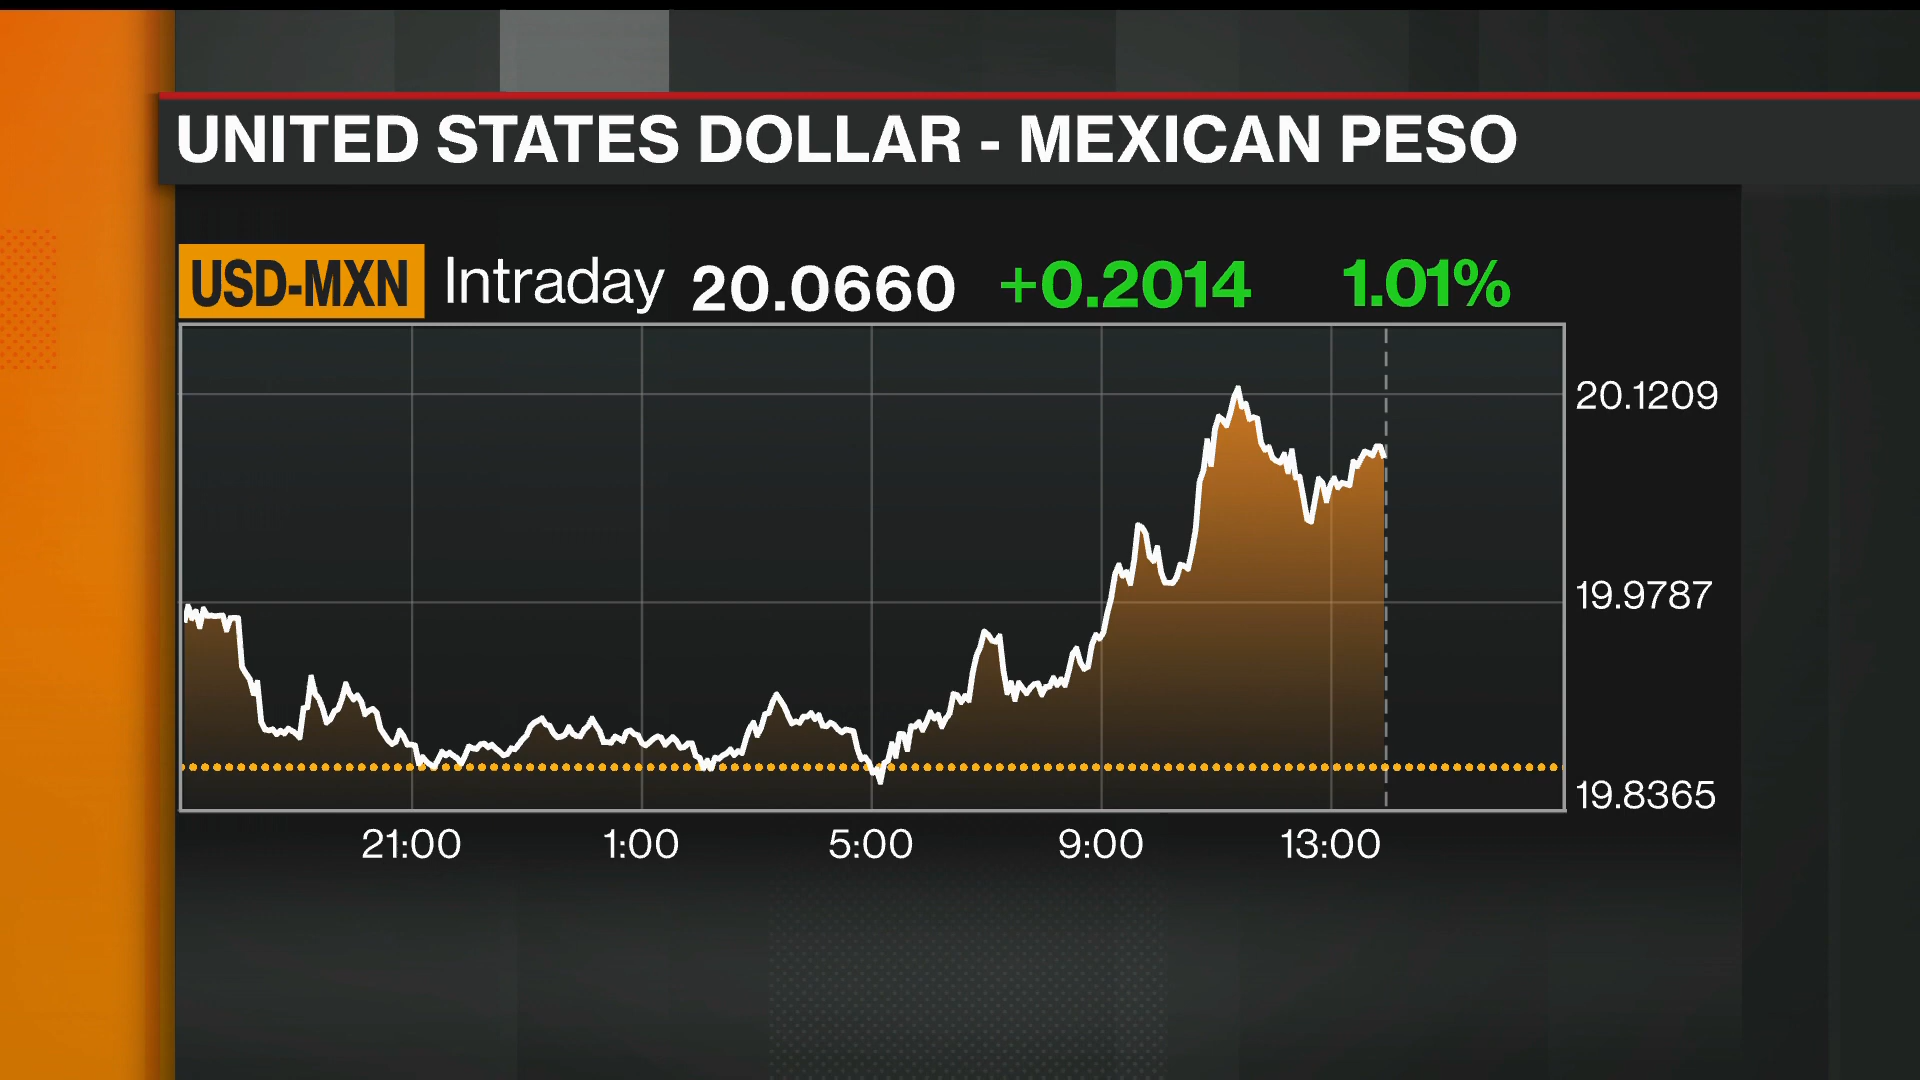 UNITED STATES DOLLAR - MEXICAN PESO
USD-MXN Intraday 20.0660 +0.2014 1.01%
20.1209
19.9787
19.8365
21:00 1:00 5:00 9:00 13:00